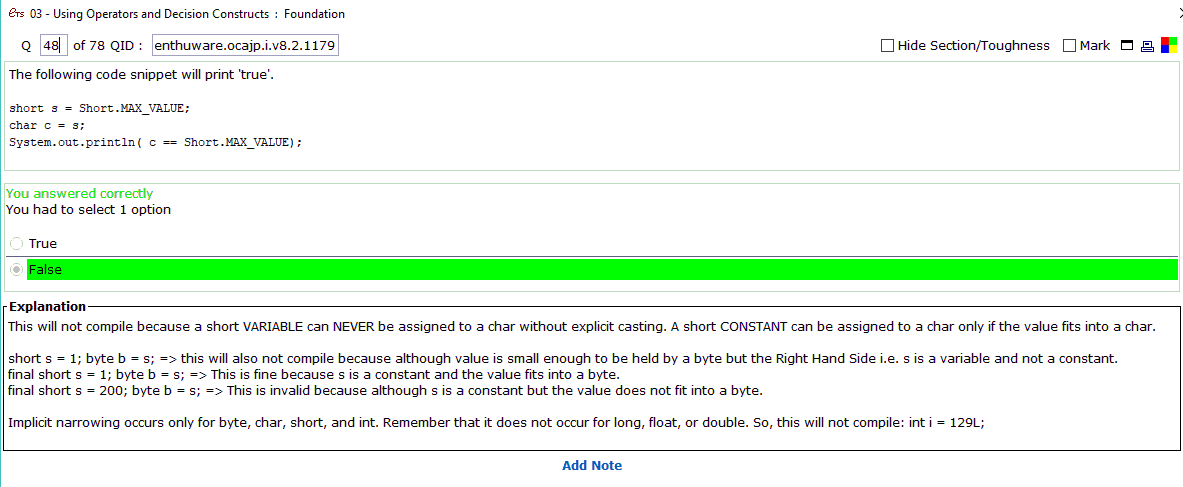 ETS 03 - Using Operators and Decision Constructs : Foundation
Q 48 of 78 QID : enthuware.ocajp.i.v8.2.1179 Hide Section/Toughness Mark
The following code snippet will print 'true'.
short s = Short.MAX_VALUE;
char c = s;
System.out.println( c == Short.MAX_VALUE);
You answered correctly
You had to select 1 option
True
False
Explanation
This will not compile because a short VARIABLE can NEVER be assigned to a char without explicit casting. A short CONSTANT can be assigned to a char only if the value fits into a char.
short s = 1; byte b = s; => this will also not compile because although value is small enough to be held by a byte but the Right Hand Side i.e. s is a variable and not a constant.
final short s = 1; byte b = s; => This is fine because s is a constant and the value fits into a byte.
final short s = 200; byte b = s; => This is invalid because although s is a constant but the value does not fit into a byte.
Implicit narrowing occurs only for byte, char, short, and int. Remember that it does not occur for long, float, or double. So, this will not compile: int i = 129L;
Add Note